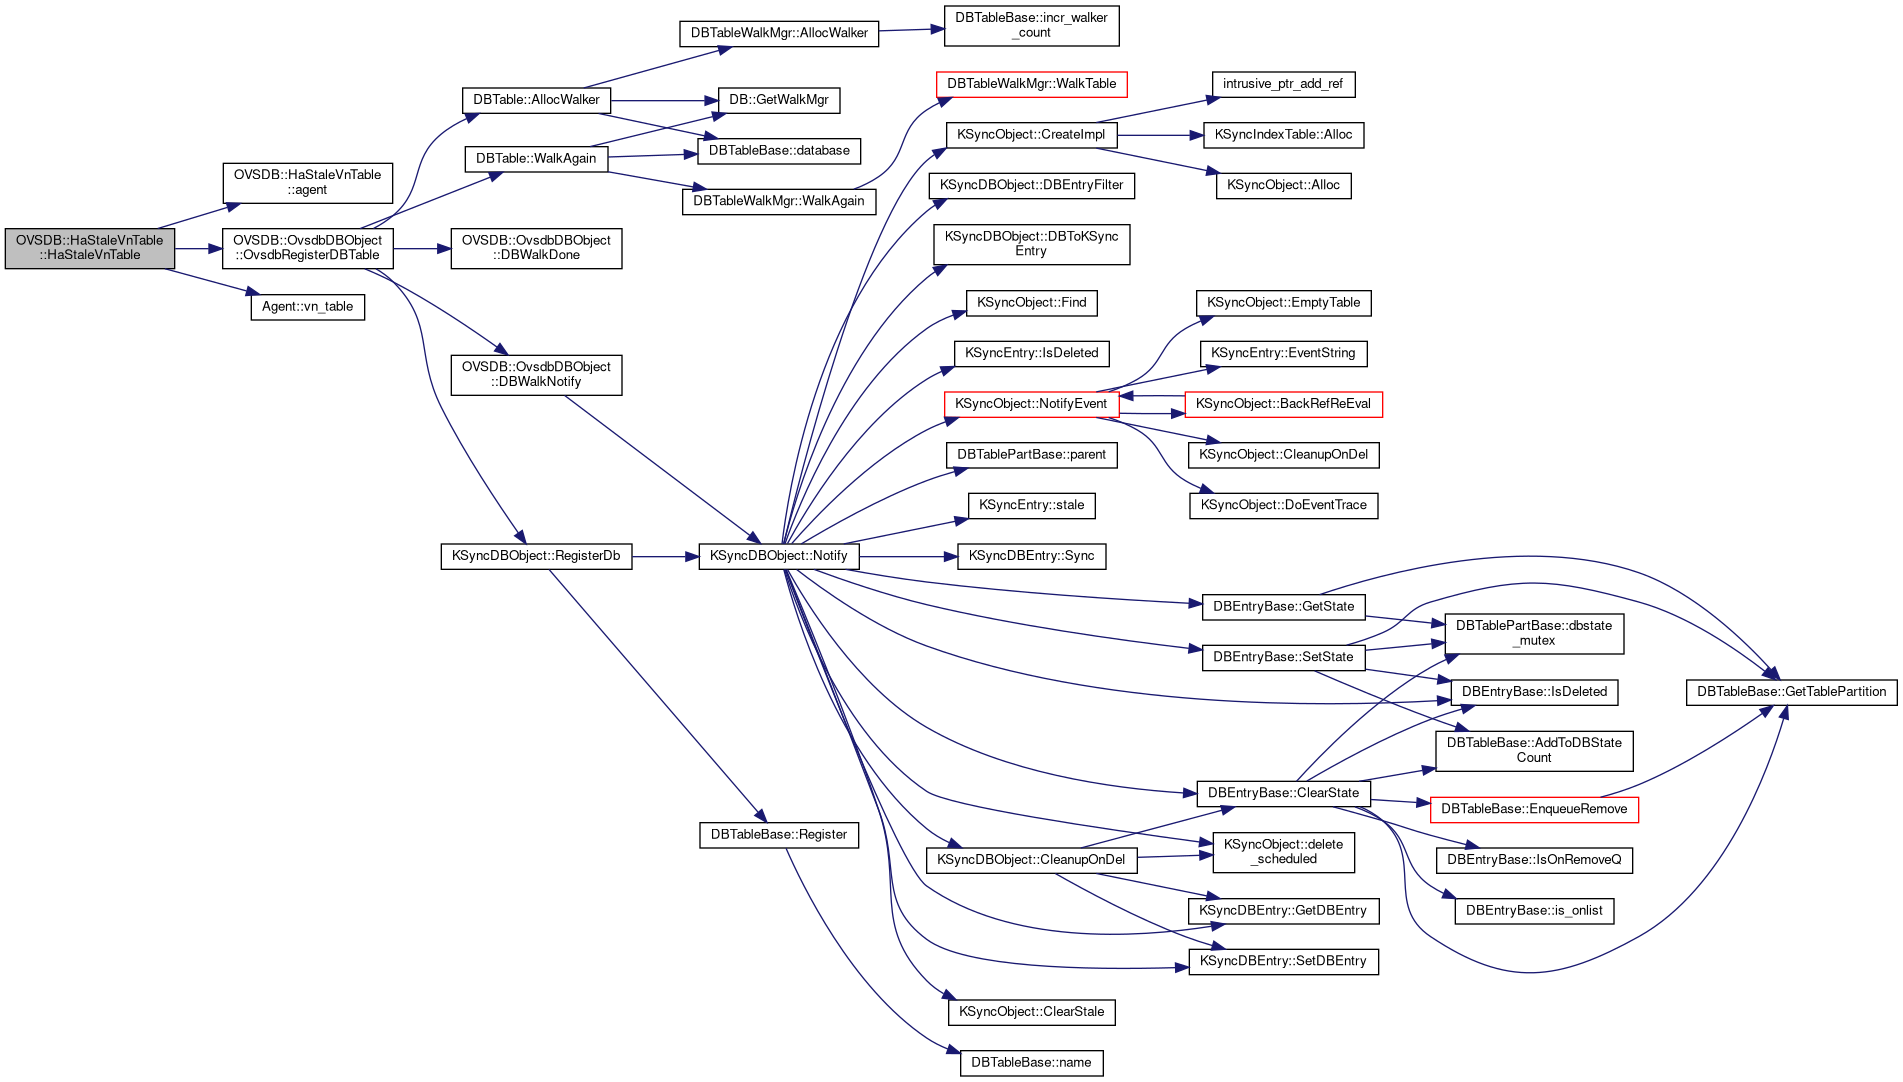 OVSDB::HaStaleVnTable
::HaStaleVnTable
OVSDB::HaStaleVnTable
::agent
OVSDB::OvsdbDBObject
::OvsdbRegisterDBTable
Agent::vn_table
DBTable::AllocWalker
DBTable::WalkAgain
OVSDB::OvsdbDBObject
::DBWalkDone
OVSDB::OvsdbDBObject
::DBWalkNotify
KSyncDBObject::RegisterDb
DBTableWalkMgr::AllocWalker
DB::GetWalkMgr
DBTableBase::database
DBTableWalkMgr::WalkAgain
KSyncDBObject::Notify
DBTableBase::Register
DBTableBase::incr_walker
_count
DBTableWalkMgr::WalkTable
KSyncObject::CreateImpl
KSyncDBObject::DBEntryFilter
KSyncDBObject::DBToKSync
Entry
KSyncObject::Find
KSyncEntry::IsDeleted
KSyncObject::NotifyEvent
DBTablePartBase::parent
KSyncEntry::stale
KSyncDBEntry::Sync
KSyncDBObject::CleanupOnDel
KSyncObject::ClearStale
DBTableBase::name
intrusive_ptr_add_ref
KSyncIndexTable::Alloc
KSyncObject::Alloc
KSyncObject::EmptyTable
KSyncEntry::EventString
KSyncObject::BackRefReEval
KSyncObject::CleanupOnDel
KSyncObject::DoEventTrace
DBEntryBase::GetState
DBEntryBase::SetState
DBEntryBase::ClearState
KSyncObject::delete
_scheduled
KSyncDBEntry::GetDBEntry
KSyncDBEntry::SetDBEntry
DBTablePartBase::dbstate
_mutex
DBEntryBase::IsDeleted
DBTableBase::AddToDBState
Count
DBTableBase::EnqueueRemove
DBEntryBase::IsOnRemoveQ
DBEntryBase::is_onlist
DBTableBase::GetTablePartition